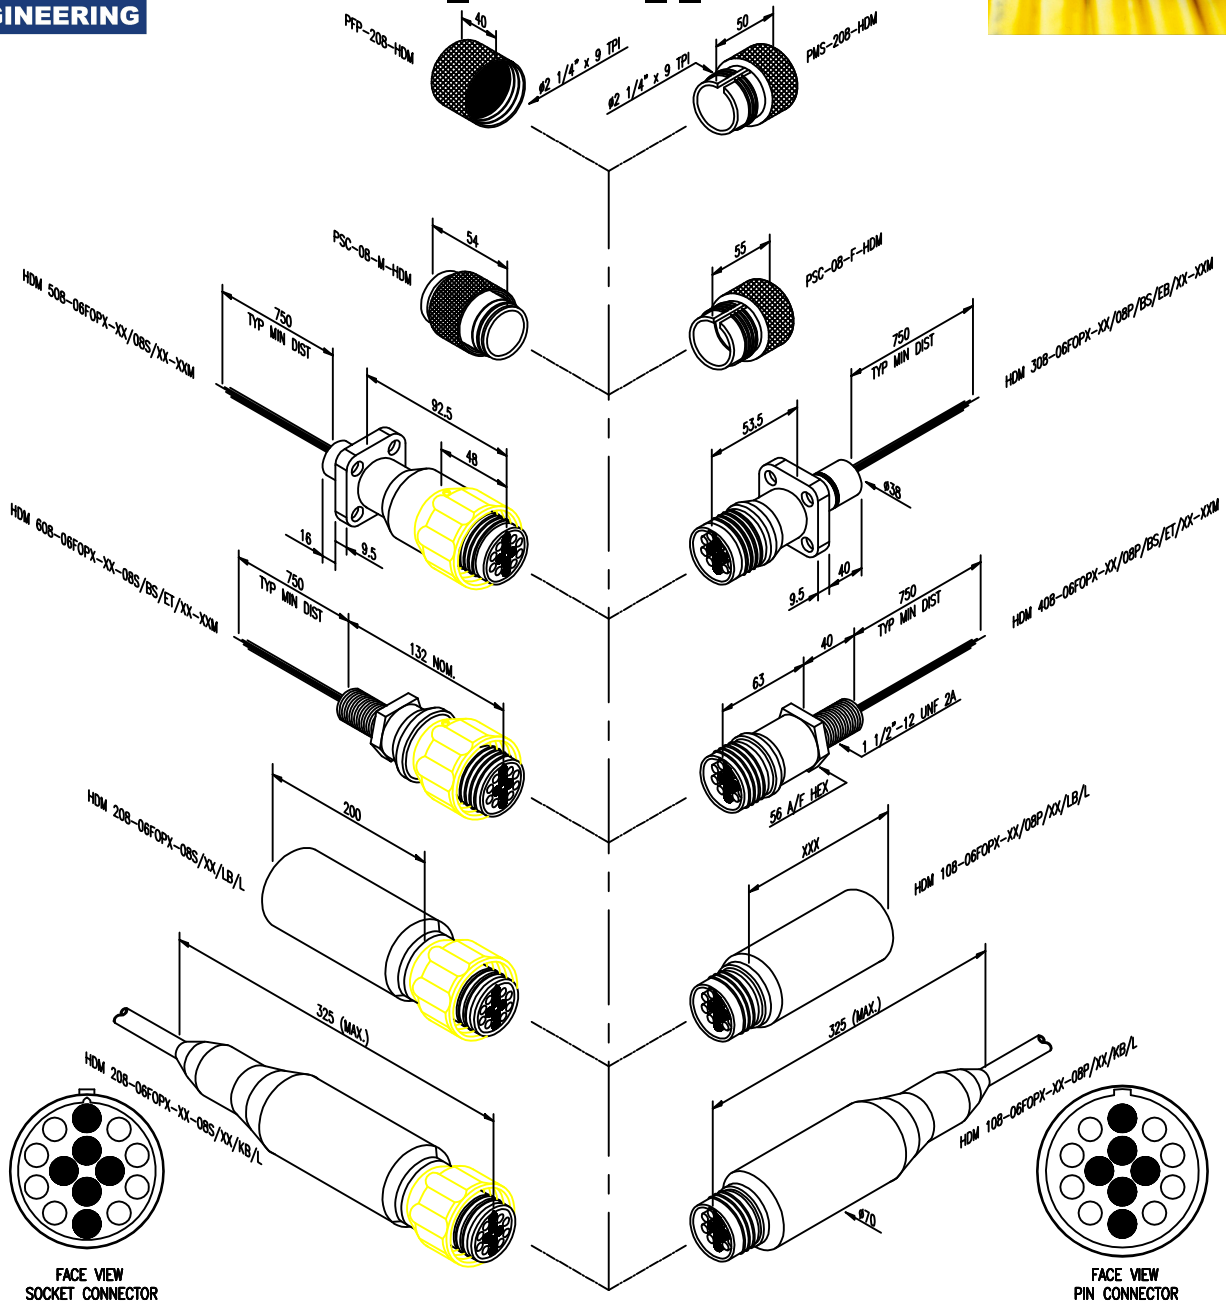 GINEERING
PFP-208-HDM
40
ø2 1/4" x 9 TPI
50
PMS-208-HDM
ø2 1/4" x 9 TPI
PSC-08-M-HDM
54
55
PSC-08-F-HDM
HDM 508-06FOPX-XX/08S/XX-XXM
750
TYP MIN DIST
92.5
48
16
9.5
53.5
750
TYP MIN DIST
HDM 308-06FOPX-XX/08P/BS/EB/XX-XXM
ø38
9.5
40
HDM 608-06FOPX-XX-08S/BS/ET/XX-XXM
750
TYP MIN DIST
132 NOM.
63
40
750
TYP MIN DIST
HDM 408-06FOPX-XX/08P/BS/ET/XX-XXM
1 1/2"-12 UNF 2A
56 A/F HEX
HDM 208-06FOPX-08S/XX/LB/L
200
XXX
HDM 108-06FOPX-XX/08P/XX/LB/L
325 (MAX.)
325 (MAX.)
HDM 208-06FOPX-XX-08S/XX/KB/L
HDM 108-06FOPX-XX-08P/XX/KB/L
ø70
FACE VIEW
SOCKET CONNECTOR
FACE VIEW
PIN CONNECTOR